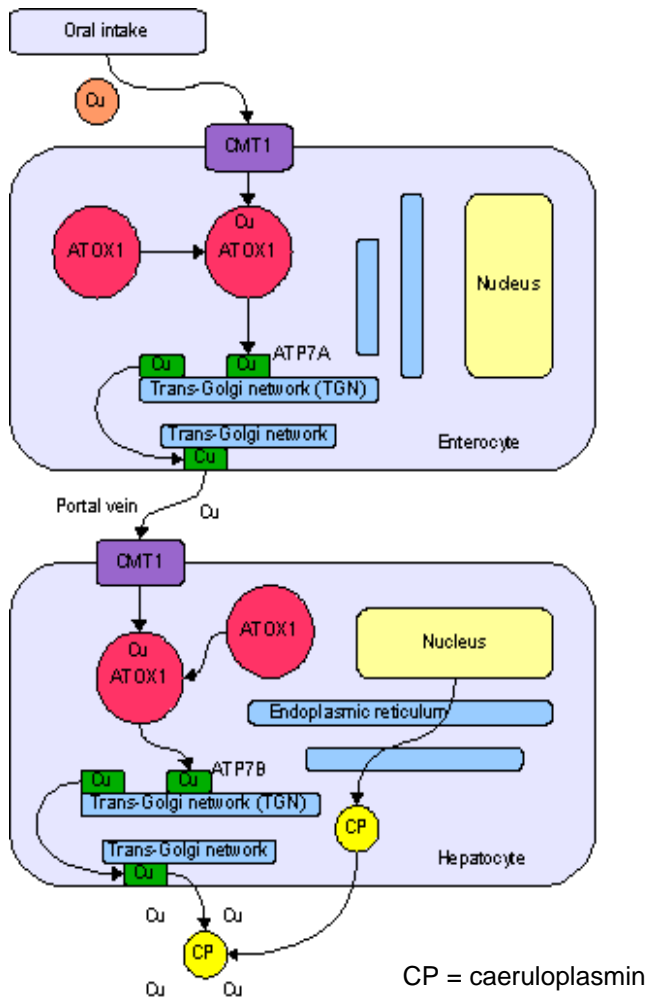 Oral intake
Cu
CMT1
Cu
ATOX1
ATOX1
Nucleus
ATP7A
Cu
Cu
Trans-Golgi network (TGN)
Trans-Golgi network
Cu
Enterocyte
Portal vein
Cu
CMT1
ATOX1
Cu
ATOX1
Nucleus
Endoplasmic reticulum
ATP7B
Cu
Cu
Trans-Golgi network (TGN)
CP
Trans-Golgi network
Cu
Hepatocyte
Cu
Cu
CP
Cu
Cu
CP = caeruloplasmin